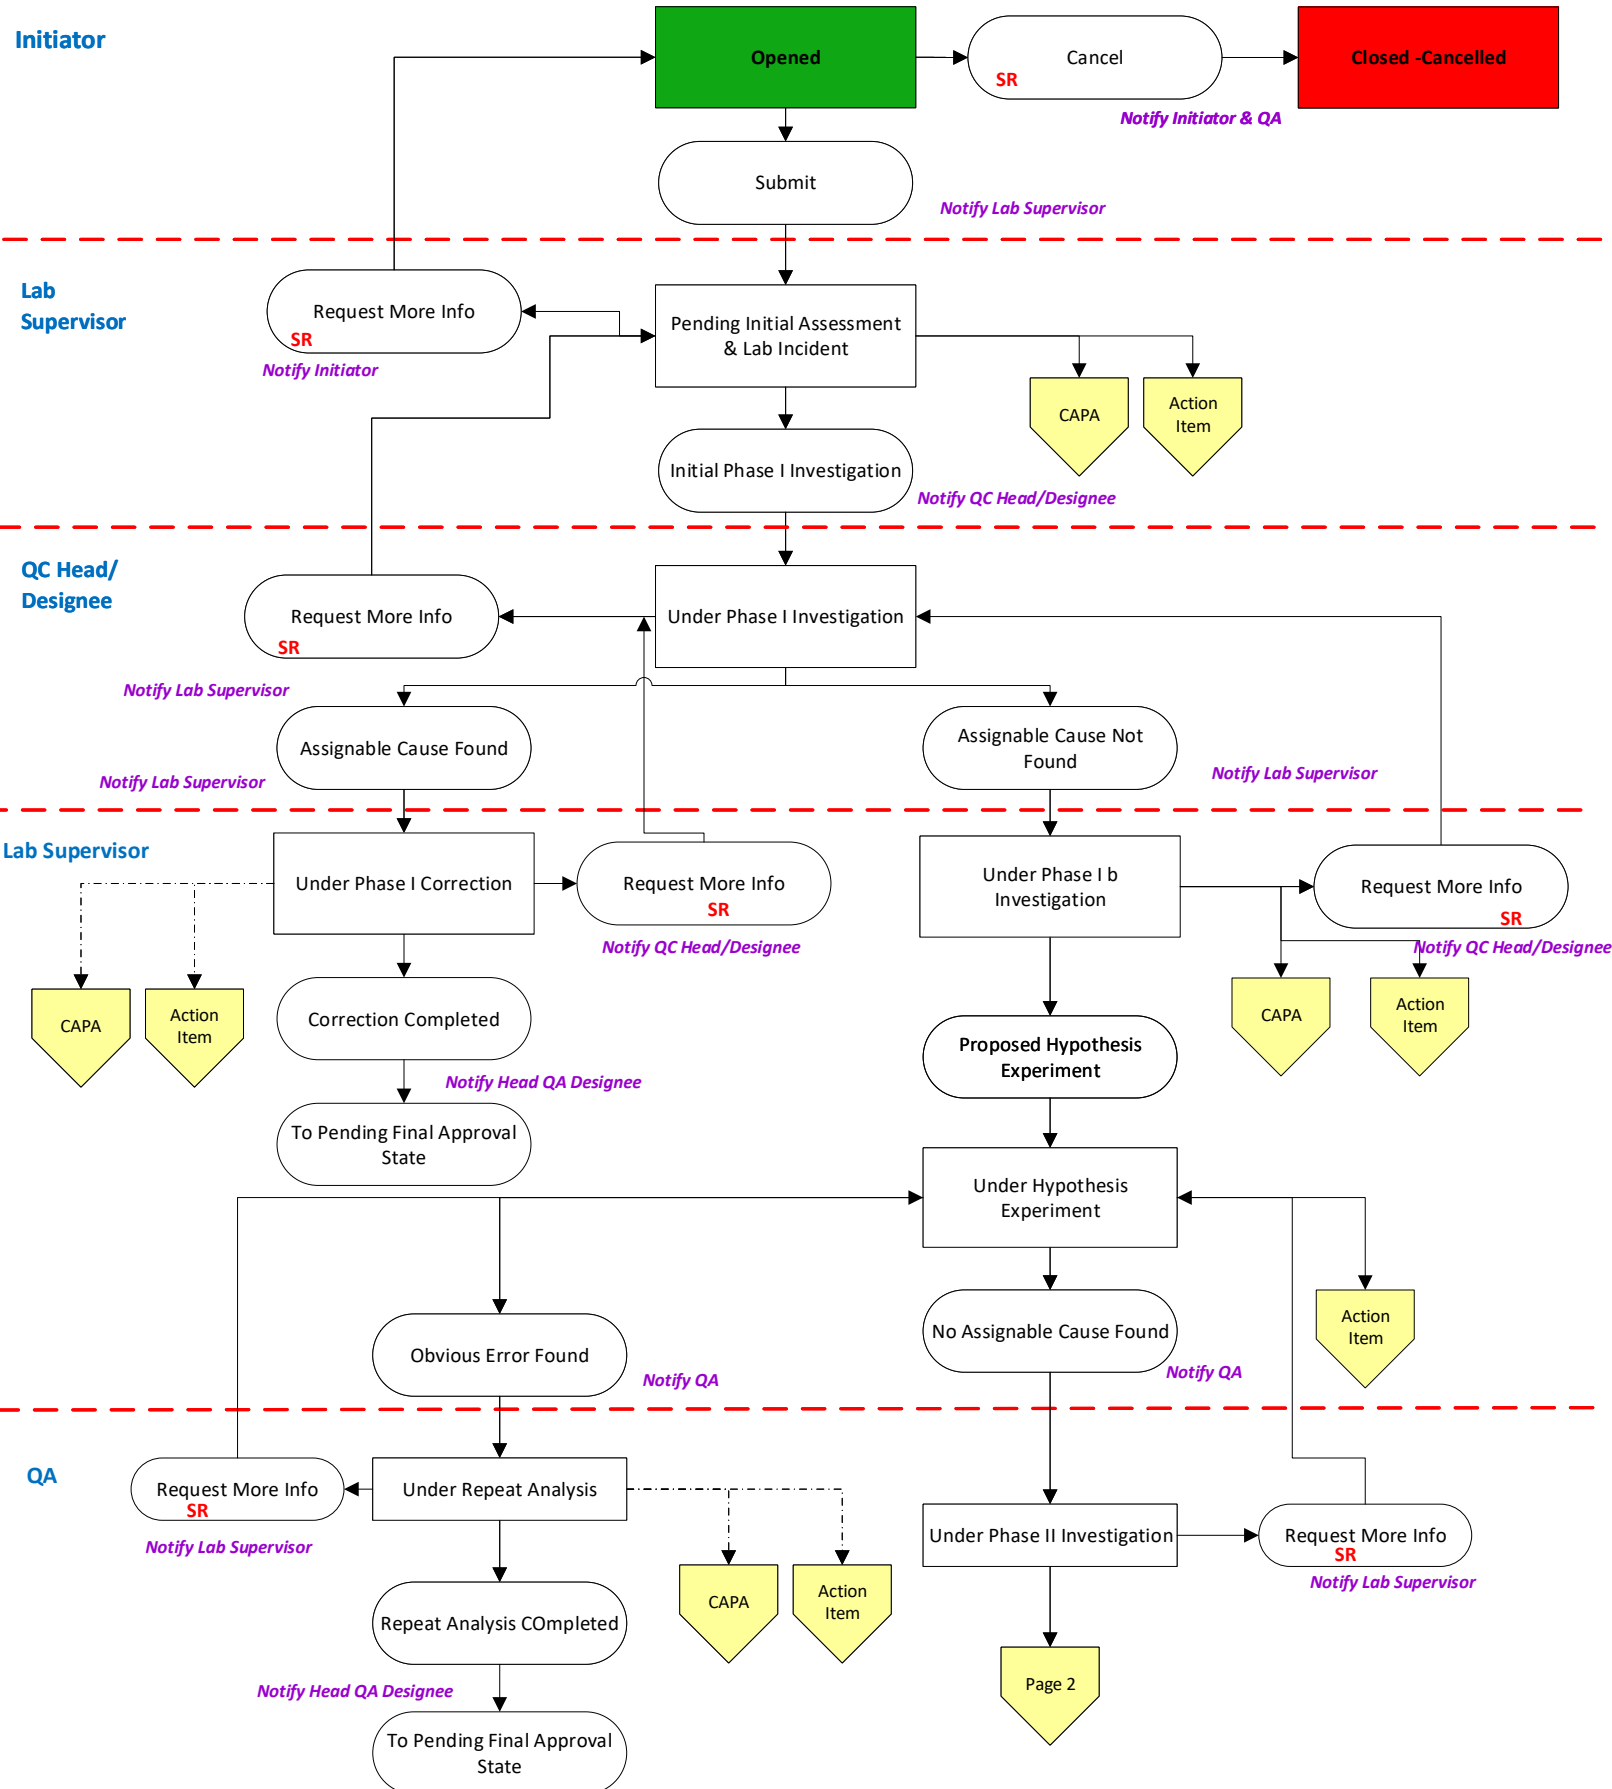 Initiator
Opened
Cancel
SR
Closed -Cancelled
Notify Initiator & QA
Submit
Notify Lab Supervisor
Lab
Supervisor
Request More Info
SR
Notify Initiator
Pending Initial Assessment
& Lab Incident
CAPA
Action
Item
Initial Phase I Investigation
Notify QC Head/Designee
QC Head/
Designee
Request More Info
SR
Under Phase I Investigation
Notify Lab Supervisor
Assignable Cause Found
Assignable Cause Not
Found
Notify Lab Supervisor
Notify Lab Supervisor
Lab Supervisor
Under Phase I Correction
Request More Info
SR
Notify QC Head/Designee
Under Phase I b
Investigation
Request More Info
SR
Notify QC Head/Designee
CAPA
Action
Item
Correction Completed
CAPA
Action
Item
Proposed Hypothesis
Experiment
Notify Head QA Designee
To Pending Final Approval
State
Under Hypothesis
Experiment
Obvious Error Found
Notify QA
No Assignable Cause Found
Notify QA
Action
Item
QA
Request More Info
SR
Notify Lab Supervisor
Under Repeat Analysis
Under Phase II Investigation
Request More Info
SR
Notify Lab Supervisor
CAPA
Action
Item
Repeat Analysis COmpleted
Notify Head QA Designee
Page 2
To Pending Final Approval
State